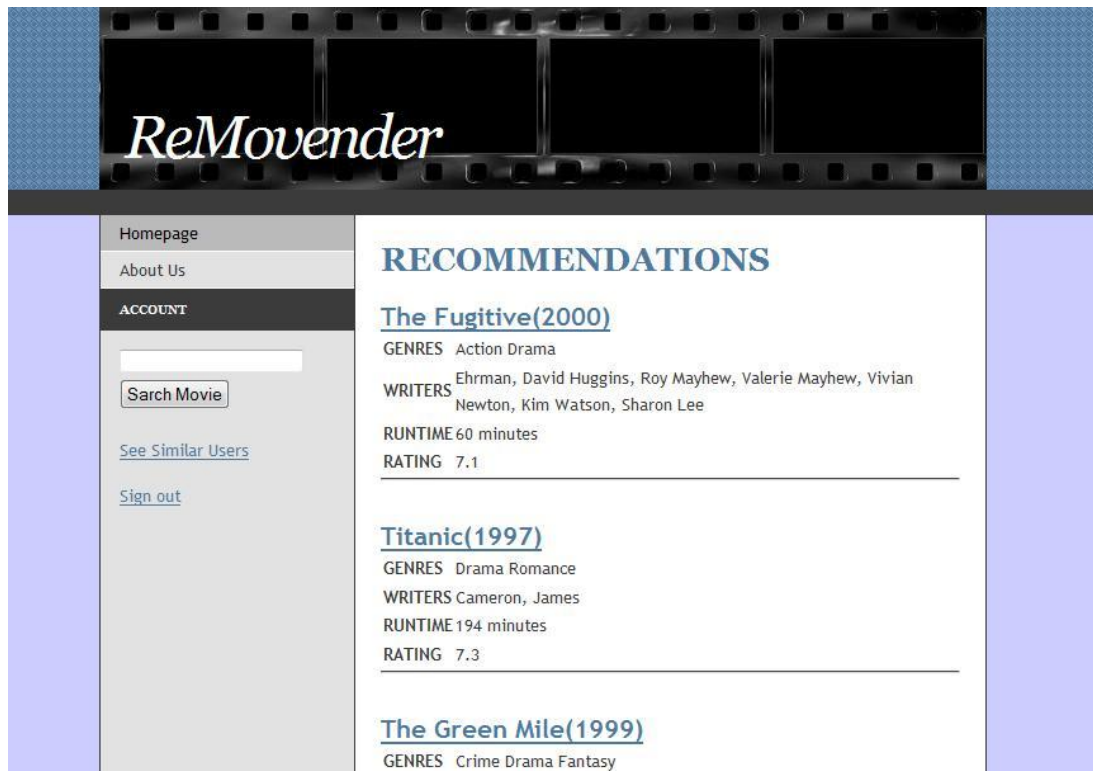 ReMovender
Homepage
About Us
ACCOUNT
Sarch Movie
See Similar Users
Sign out
RECOMMENDATIONS
The Fugitive(2000)
GENRES Action Drama
WRITERS Ehrman, David Huggins, Roy Mayhew, Valerie Mayhew, Vivian
Newton, Kim Watson, Sharon Lee
RUNTIME 60 minutes
RATING 7.1
Titanic(1997)
GENRES Drama Romance
WRITERS Cameron, James
RUNTIME 194 minutes
RATING 7.3
The Green Mile(1999)
GENRES Crime Drama Fantasy